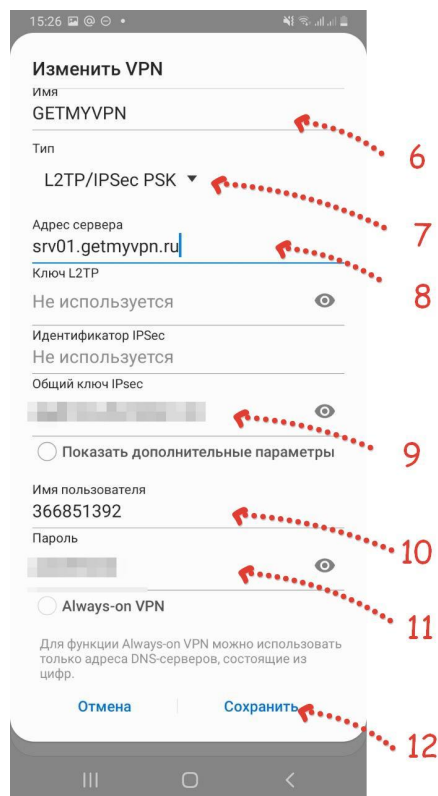 15:26
Изменить VPN
Имя
GETMYVPN
6
Тип
L2TP/IPSec PSK
7
Адрес сервера
srv01.getmyvpn.ru
8
Ключ L2TP
Не используется
Идентификатор IPSec
Не используется
Общий ключ IPsec
9
Показать дополнительные параметры
Имя пользователя
366851392
10
Пароль
11
Always-on VPN
Для функции Always-on VPN можно использовать
только адреса DNS-серверов, состоящие из
цифр.
Отмена Сохранить
12